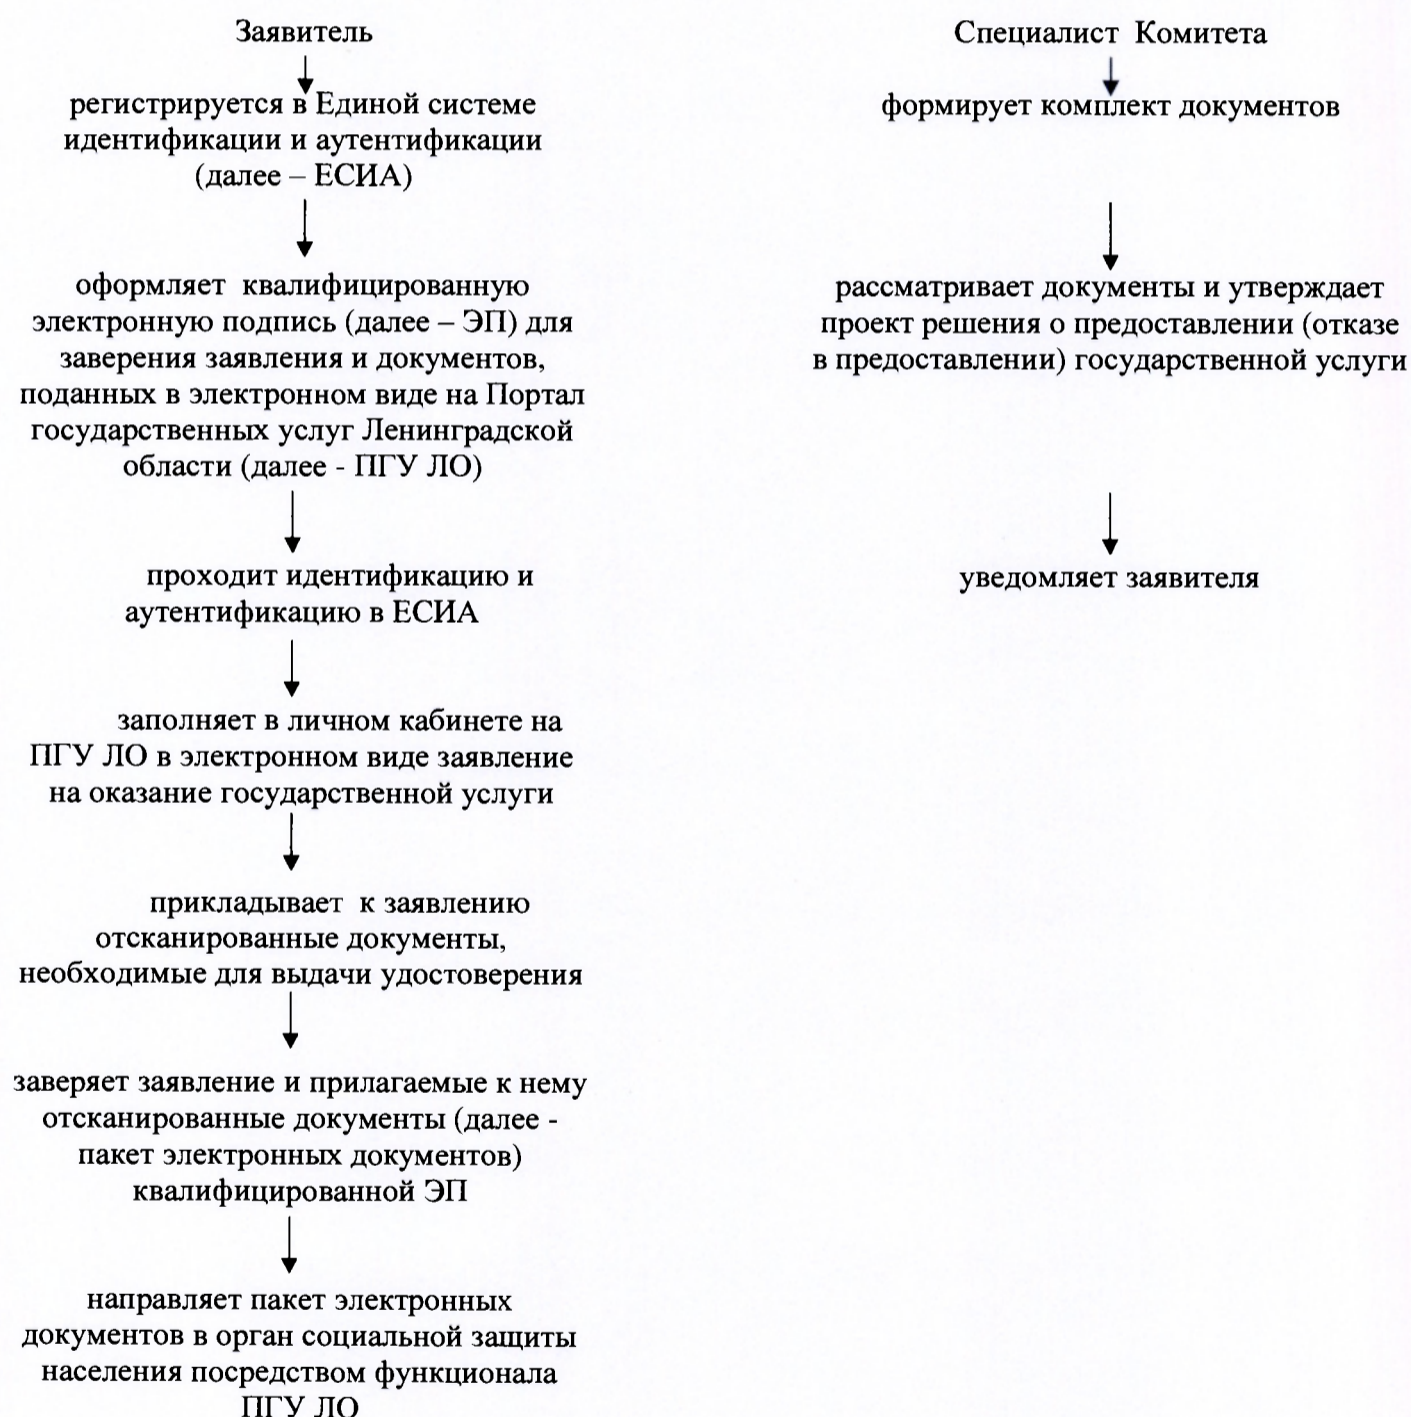 Заявитель
регистрируется в Единой системе
идентификации и аутентификации
(далее – ЕСИА)
оформляет квалифицированную
электронную подпись (далее – ЭП) для
заверения заявления и документов,
поданных в электронном виде на Портал
государственных услуг Ленинградской
области (далее - ПГУ ЛО)
проходит идентификацию и
аутентификацию в ЕСИА
заполняет в личном кабинете на
ПГУ ЛО в электронном виде заявление
на оказание государственной услуги
прикладывает к заявлению
отсканированные документы,
необходимые для выдачи удостоверения
заверяет заявление и прилагаемые к нему
отсканированные документы (далее -
пакет электронных документов)
квалифицированной ЭП
направляет пакет электронных
документов в орган социальной защиты
населения посредством функционала
ПГУ ЛО
Специалист Комитета
формирует комплект документов
рассматривает документы и утверждает
проект решения о предоставлении (отказе
в предоставлении) государственной услуги
уведомляет заявителя